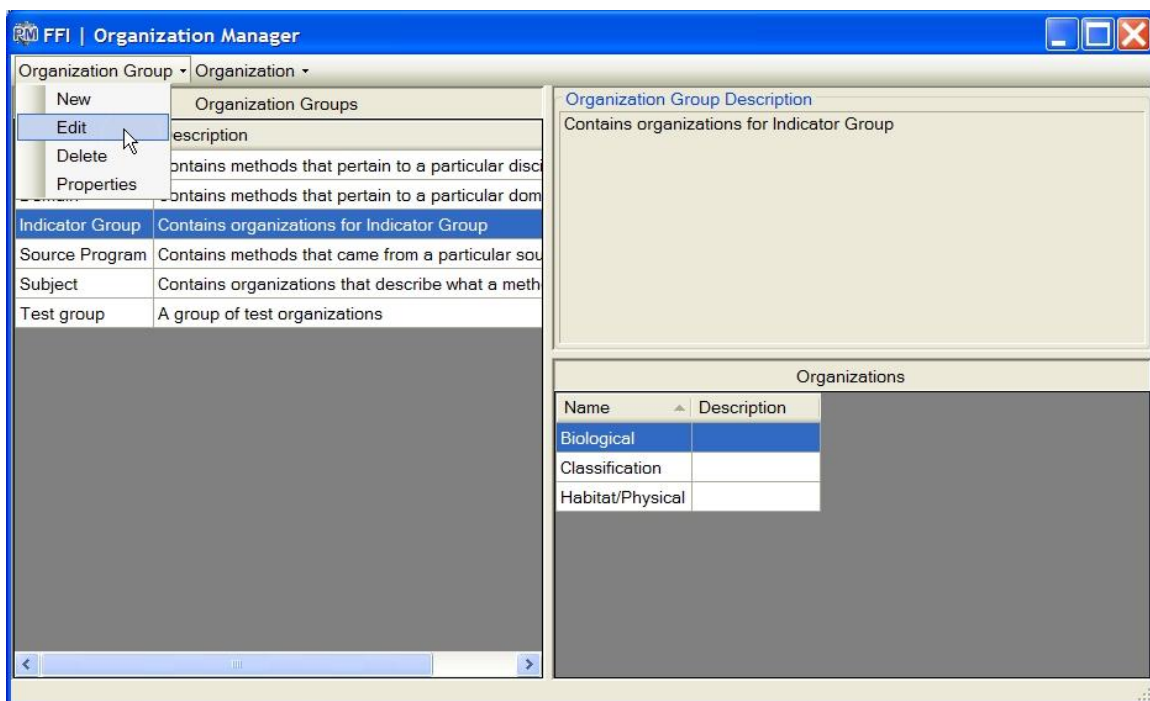 FFI | Organization Manager
Organization Group Organization
New
Edit
Delete
Properties
Organization Groups
escription
ontains methods that pertain to a particular disci
Contains methods that pertain to a particular dom
Indicator Group Contains organizations for Indicator Group
Source Program Contains methods that came from a particular sou
Subject Contains organizations that describe what a meth
Test group A group of test organizations
Organization Group Description
Contains organizations for Indicator Group
Organizations
Name Description
Biological
Classification
Habitat/Physical